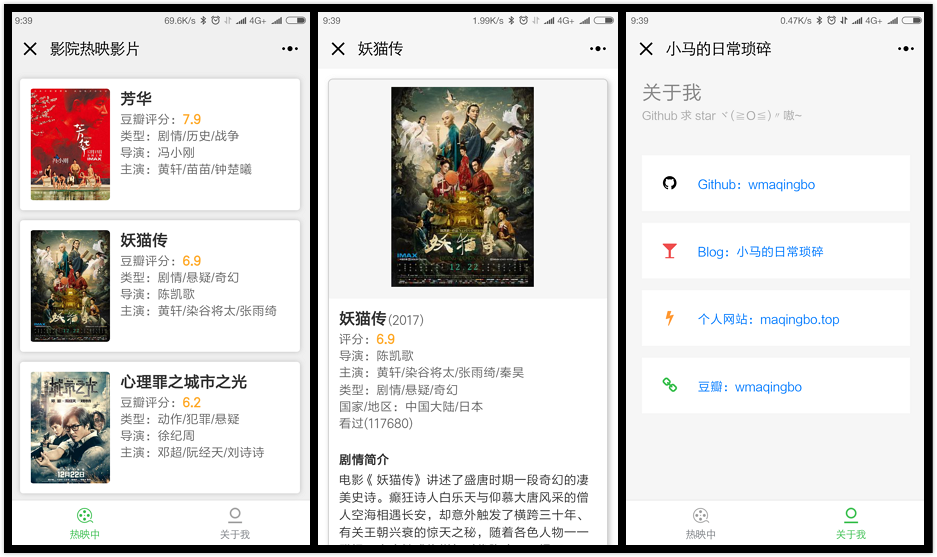 9:39
69.6K/s
4G+
影院热映影片
芳华
豆瓣评分：7.9
类型：剧情/历史/战争
导演：冯小刚
主演：黄轩/苗苗/钟楚曦
妖猫传
豆瓣评分：6.9
类型：剧情/悬疑/奇幻
导演：陈凯歌
主演：黄轩/染谷将太/张雨绮
心理罪之城市之光
豆瓣评分：6.2
类型：动作/犯罪/悬疑
导演：徐纪周
主演：邓超/阮经天/刘诗诗
热映中
关于我
9:39
1.99K/s
4G+
妖猫传
妖猫传
IMAX
12.22
妖猫传(2017)
评分：6.9
导演：陈凯歌
主演：黄轩/染谷将太/张雨绮/秦昊
类型：剧情/悬疑/奇幻
国家/地区：中国大陆/日本
看过(117680)
剧情简介
电影《妖猫传》讲述了盛唐时期一段奇幻的凄
美史诗。癫狂诗人白乐天与仰慕大唐风采的僧
人空海相遇长安，却意外触发了横跨三十年、
有关王朝兴衰的惊天之秘，随着各色人物一一
9:39
0.47K/s
4G+
小马的日常琐碎
关于我
Github 求 star ヾ(≧O≦)〃嗷~
Github：wmaqingbo
Blog：小马的日常琐碎
个人网站：maqingbo.top
豆瓣：wmaqingbo
热映中
关于我